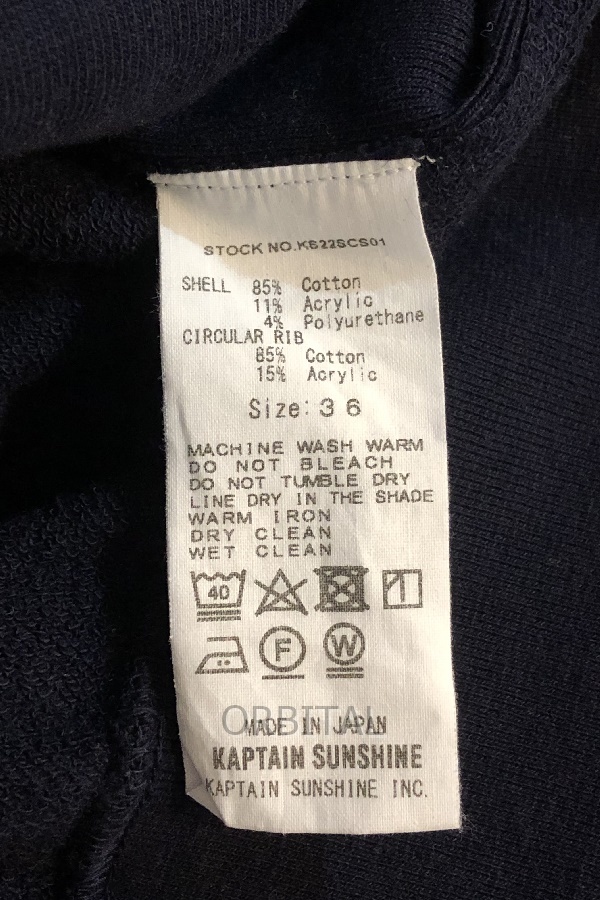 STOCK NO.KS22SCS01
SHELL 85% Cotton
11% Acrylic
4% Polyurethane
CIRCULAR RIB
85% Cotton
15% Acrylic
Size: 36
MACHINE WASH WARM
DO NOT BLEACH
DO NOT TUMBLE DRY
LINE DRY IN THE SHADE
WARM IRON
DRY CLEAN
WET CLEAN
40
F W
ORBITAL
MADE IN JAPAN
KAPTAIN SUNSHINE
KAPTAIN SUNSHINE INC.